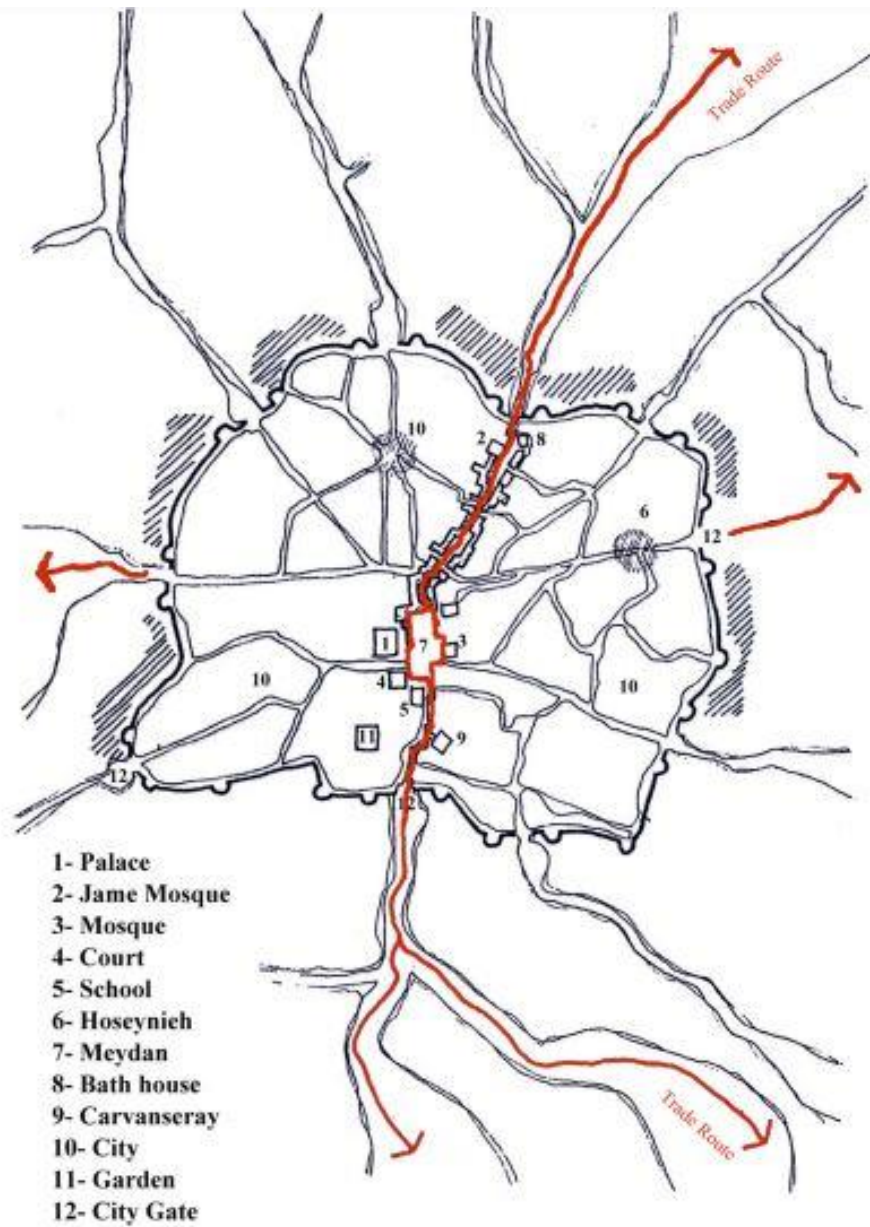 Trade Route
10
2
8
6
12
1
7
3
10
4
10
5
11
9
12
12
1- Palace
2- Jame Mosque
3- Mosque
4- Court
5- School
6- Hoseynieh
7- Meydan
8- Bath house
9- Carvanseray
10- City
11- Garden
12- City Gate
Trade Route